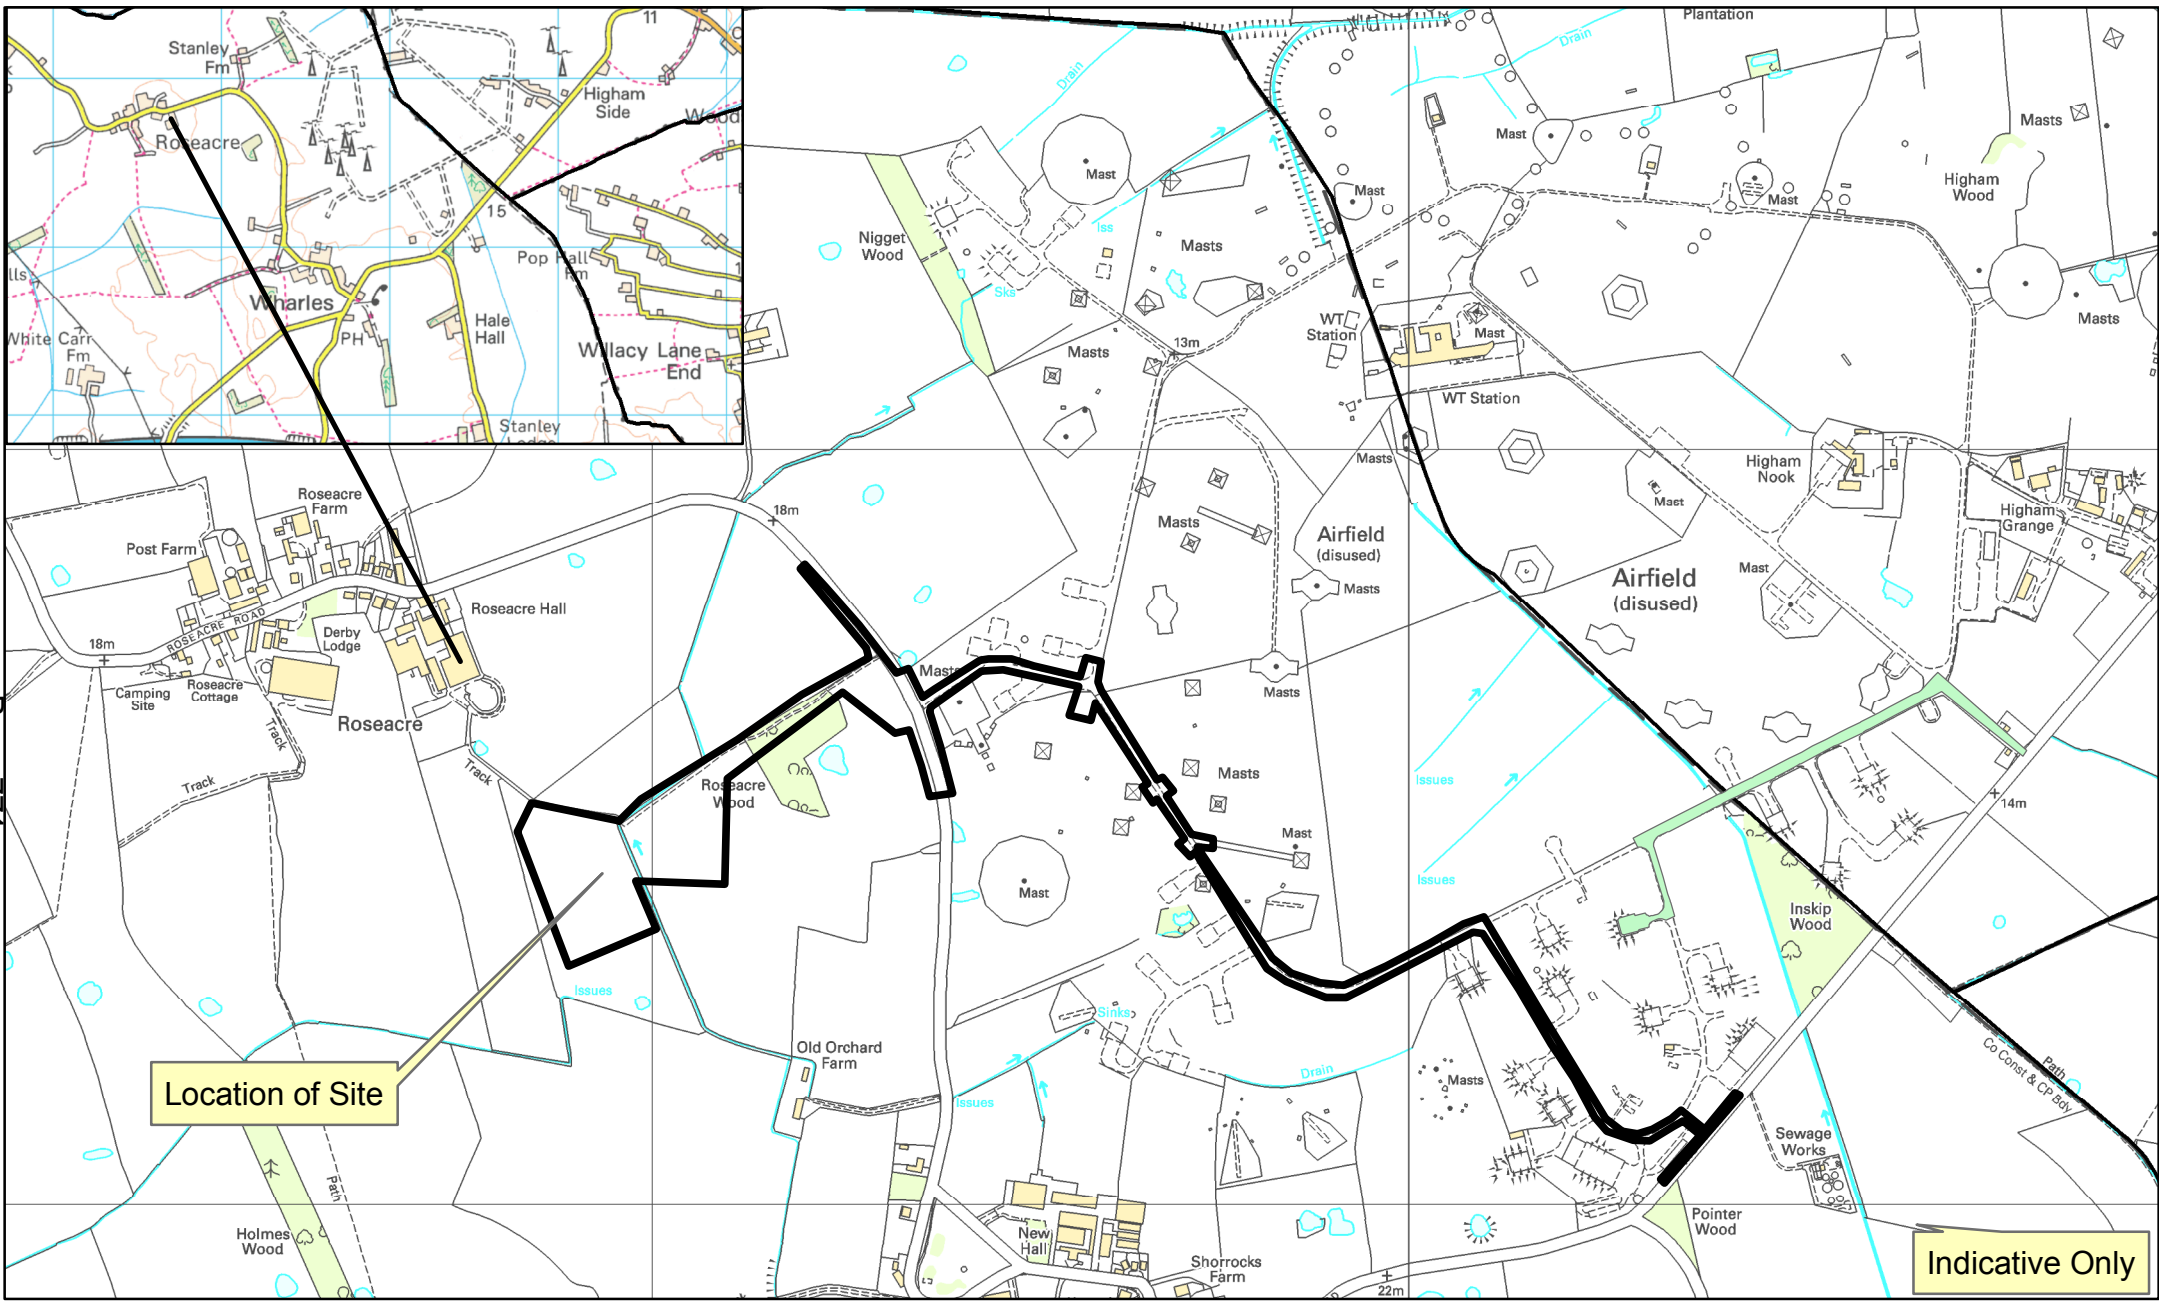 Stanley
Fm
11
Higham
Side
Wood
Roseacre
15
Pop Hall
Fm
Wharles
PH
Hale
Hall
White Carr
Fm
Willacy Lane
End
Stanley
Plantation
Drain
Drain
Mast
Mast
Masts
Mast
Mast
Higham
Wood
Nigget
Wood
Iss
Masts
Sks
WT
Station
Mast
Masts
13m
Masts
WT Station
Masts
Higham
Nook
Mast
Higham
Grange
Roseacre
Farm
18m
Post Farm
Masts
Airfield
(disused)
Masts
Airfield
(disused)
Mast
Roseacre Hall
ROSEACRE ROAD
Derby
Lodge
18m
Camping
Site
Roseacre
Cottage
Roseacre
Track
Track
Track
Masts
Masts
Roseacre
Wood
Masts
Issues
14m
Mast
Mast
Issues
Inskip
Wood
Issues
Sinks
Old Orchard
Farm
Issues
Drain
Masts
Path
Co Const & CP Bdy
Location of Site
Sewage
Works
Path
Holmes
Wood
New
Hall
Shorrocks
Farm
Pointer
Wood
22m
Indicative Only